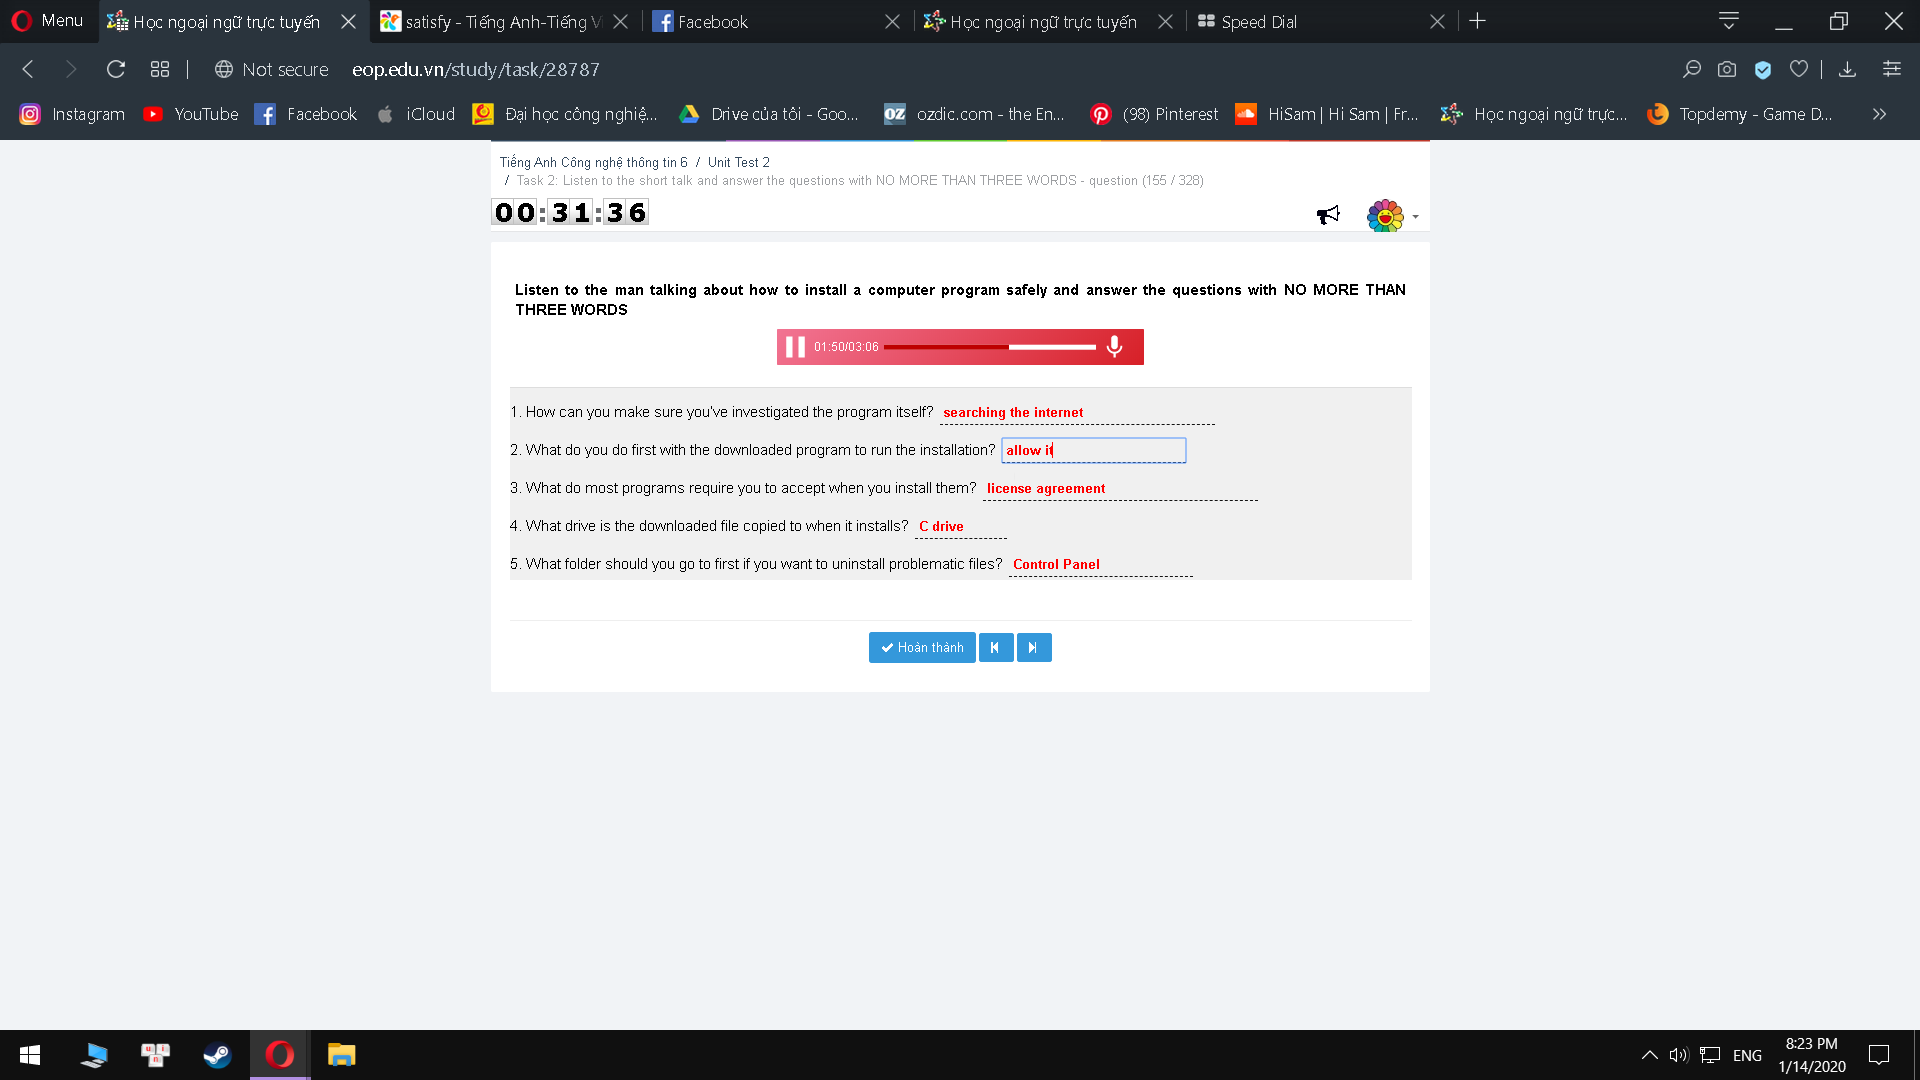 Menu
Học ngoại ngữ trực tuyến
satisfy - Tiếng Anh-Tiếng V
Facebook
Học ngoại ngữ trực tuyến
Speed Dial
Not secure
eop.edu.vn/study/task/28787
Instagram
YouTube
Facebook
iCloud
Đại học công nghiệ...
Drive của tôi - Goo...
oz
ozdic.com - the En...
(98) Pinterest
HiSam | Hi Sam | Fr...
Học ngoại ngữ trực...
Topdemy - Game D...
Tiếng Anh Công nghệ thông tin 6 / Unit Test 2
/ Task 2: Listen to the short talk and answer the questions with NO MORE THAN THREE WORDS - question (155 / 328)
00:31:36
Listen to the man talking about how to install a computer program safely and answer the questions with NO MORE THAN
THREE WORDS
01:50/03:06
1. How can you make sure you've investigated the program itself? searching the internet
2. What do you do first with the downloaded program to run the installation? allow it
3. What do most programs require you to accept when you install them? license agreement
4. What drive is the downloaded file copied to when it installs? C drive
5. What folder should you go to first if you want to uninstall problematic files? Control Panel
Hoàn thành
ENG
8:23 PM
1/14/2020